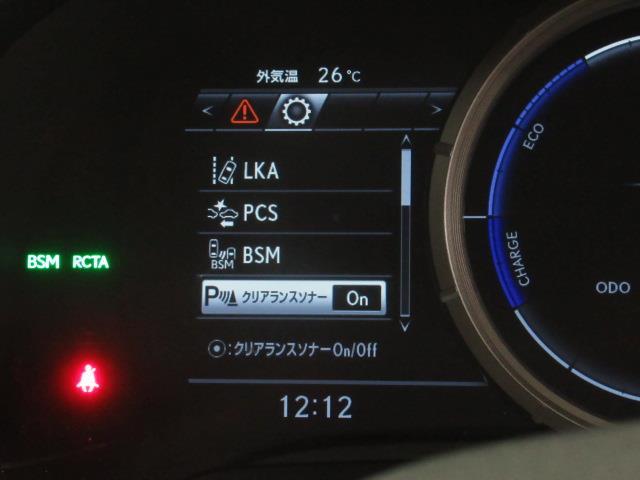 外気温 26℃
< >
LKA
PCS
BSM BSM
P クリアランスソナー On
:クリアランスソナーOn/Off
12:12
BSM RCTA
ECO
CHARGE
ODO